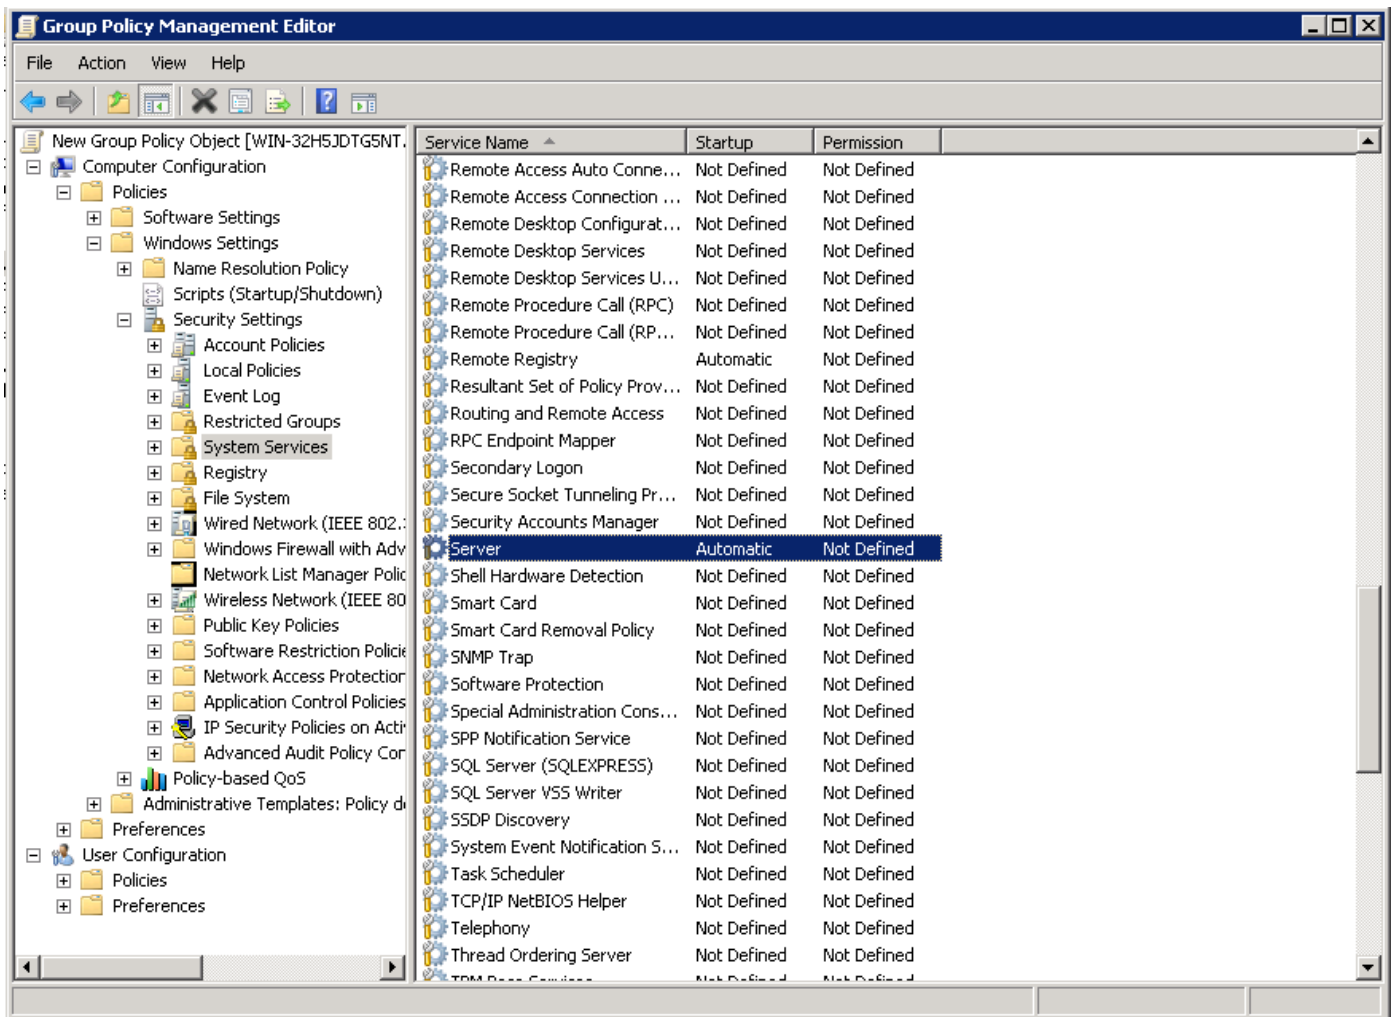 Group Policy Management Editor
File Action View Help
New Group Policy Object [WIN-32H5JDTG5NT.
Computer Configuration
Policies
Software Settings
Windows Settings
Name Resolution Policy
Scripts (Startup/Shutdown)
Security Settings
Account Policies
Local Policies
Event Log
Restricted Groups
System Services
Registry
File System
Wired Network (IEEE 802.
Windows Firewall with Adv
Network List Manager Polic
Wireless Network (IEEE 80
Public Key Policies
Software Restriction Policie
Network Access Protection
Application Control Policies
IP Security Policies on Acti
Advanced Audit Policy Con
Policy-based QoS
Administrative Templates: Policy d
Preferences
User Configuration
Policies
Preferences
Service Name Startup Permission
Remote Access Auto Conne... Not Defined Not Defined
Remote Access Connection ... Not Defined Not Defined
Remote Desktop Configurat... Not Defined Not Defined
Remote Desktop Services Not Defined Not Defined
Remote Desktop Services U... Not Defined Not Defined
Remote Procedure Call (RPC) Not Defined Not Defined
Remote Procedure Call (RP... Not Defined Not Defined
Remote Registry Automatic Not Defined
Resultant Set of Policy Prov... Not Defined Not Defined
Routing and Remote Access Not Defined Not Defined
RPC Endpoint Mapper Not Defined Not Defined
Secondary Logon Not Defined Not Defined
Secure Socket Tunneling Pr... Not Defined Not Defined
Security Accounts Manager Not Defined Not Defined
Server Automatic Not Defined
Shell Hardware Detection Not Defined Not Defined
Smart Card Not Defined Not Defined
Smart Card Removal Policy Not Defined Not Defined
SNMP Trap Not Defined Not Defined
Software Protection Not Defined Not Defined
Special Administration Cons... Not Defined Not Defined
SPP Notification Service Not Defined Not Defined
SQL Server (SQLEXPRESS) Not Defined Not Defined
SQL Server VSS Writer Not Defined Not Defined
SSDP Discovery Not Defined Not Defined
System Event Notification S... Not Defined Not Defined
Task Scheduler Not Defined Not Defined
TCP/IP NetBIOS Helper Not Defined Not Defined
Telephony Not Defined Not Defined
Thread Ordering Server Not Defined Not Defined